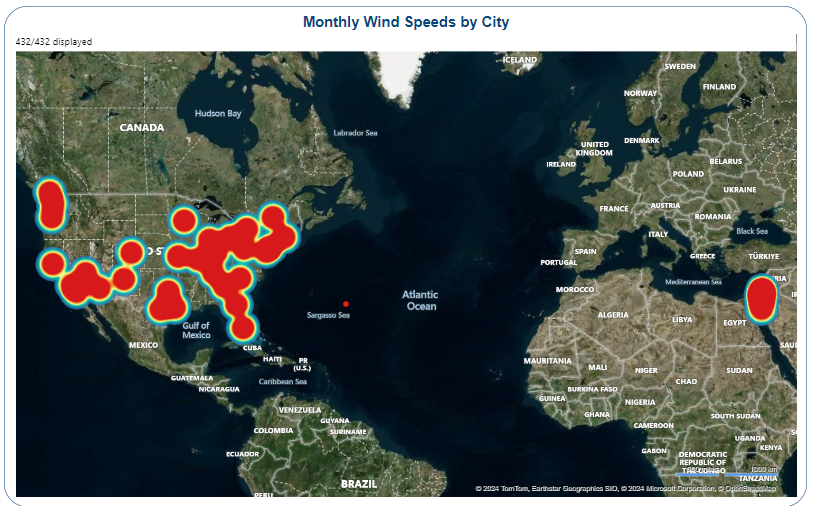 Monthly Wind Speeds by City
432/432 displayed
ICELAND
SWEDEN
FINLAND
NORWAY
Hudson Bay
CANADA
Labrador Sea
UNITED
KINGDOM
DENMARK
IRELAND
BELARUS
POLAND
UKRAINE
FRANCE
AUSTRIA
ROMANIA
ITALY
Black Sea
SPAIN
PORTUGAL
GREECE
TÜRKIYE
D ST
Mediterranean Sea
RIA
MOROCCO
Atlantic
Ocean
Sargasso Sea
ALGERIA
LIBYA
EGYPT
Gulf of
Mexico
MEXICO
CUBA
SAU
HAITI
PR
(U.S.)
MAURITANIA
MALI
NIGER
SUDAN
GUATEMALA
Caribbean Sea
CHAD
NICARAGUA
BURKINA FASO
GUINEA
NIGERIA
VENEZUELA
GHANA
SOUTH SUDAN
GUYANA
CAMEROON
COLOMBIA
SURINAME
UGANDA
GABON
KENYA
ECUADOR
DEMOCRATIC
REPUBLIC OF
THE CONGO
1000 km
TANZANIA
BRAZIL
PERU
© 2024 TomTom, Earthstar Geographics SIO, © 2024 Microsoft Corporation, © OpenStreetMap